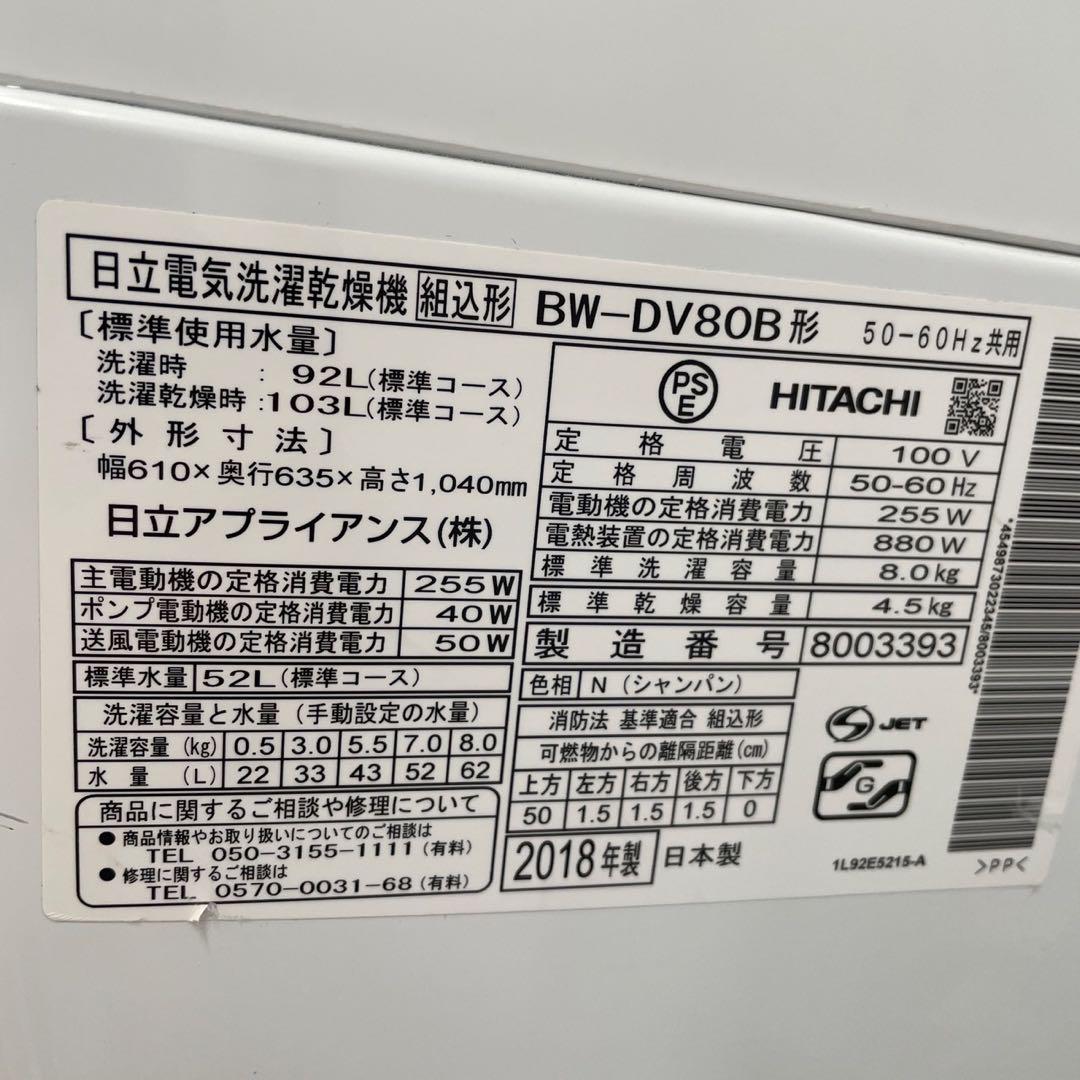 日立電気洗濯乾燥機 組込形 BW-DV80B形 50-60Hz共用
〔標準使用水量〕
洗濯時 : 92L(標準コース)
洗濯乾燥時 : 103L(標準コース)
〔外形寸法〕
幅610×奥行635×高さ1,040mm
日立アプライアンス(株)
主電動機の定格消費電力 255W
ポンプ電動機の定格消費電力 40W
送風電動機の定格消費電力 50W
標準水量 52L(標準コース)
洗濯容量と水量 (手動設定の水量)
洗濯容量 (kg) 0.5 3.0 5.5 7.0 8.0
水量 (L) 22 33 43 52 62
商品に関するご相談や修理について
● 商品情報やお取り扱いについてのご相談は
TEL 050-3155-1111 (有料)
● 修理に関するご相談は
TEL 0570-0031-68 (有料)
PSE HITACHI
定格電圧 100V
定格周波数 50-60Hz
電動機の定格消費電力 255W
電熱装置の定格消費電力 880W
標準洗濯容量 8.0kg
標準乾燥容量 4.5kg
製造番号 8003393
色相 N (シャンパン)
消防法 基準適合 組込形
可燃物からの離隔距離(cm)
上方 左方 右方 後方 下方
50 1.5 1.5 1.5 0
2018年製 日本製
S JET
G
1L92E5215-A
>PP<
*4549873022345/8003393*